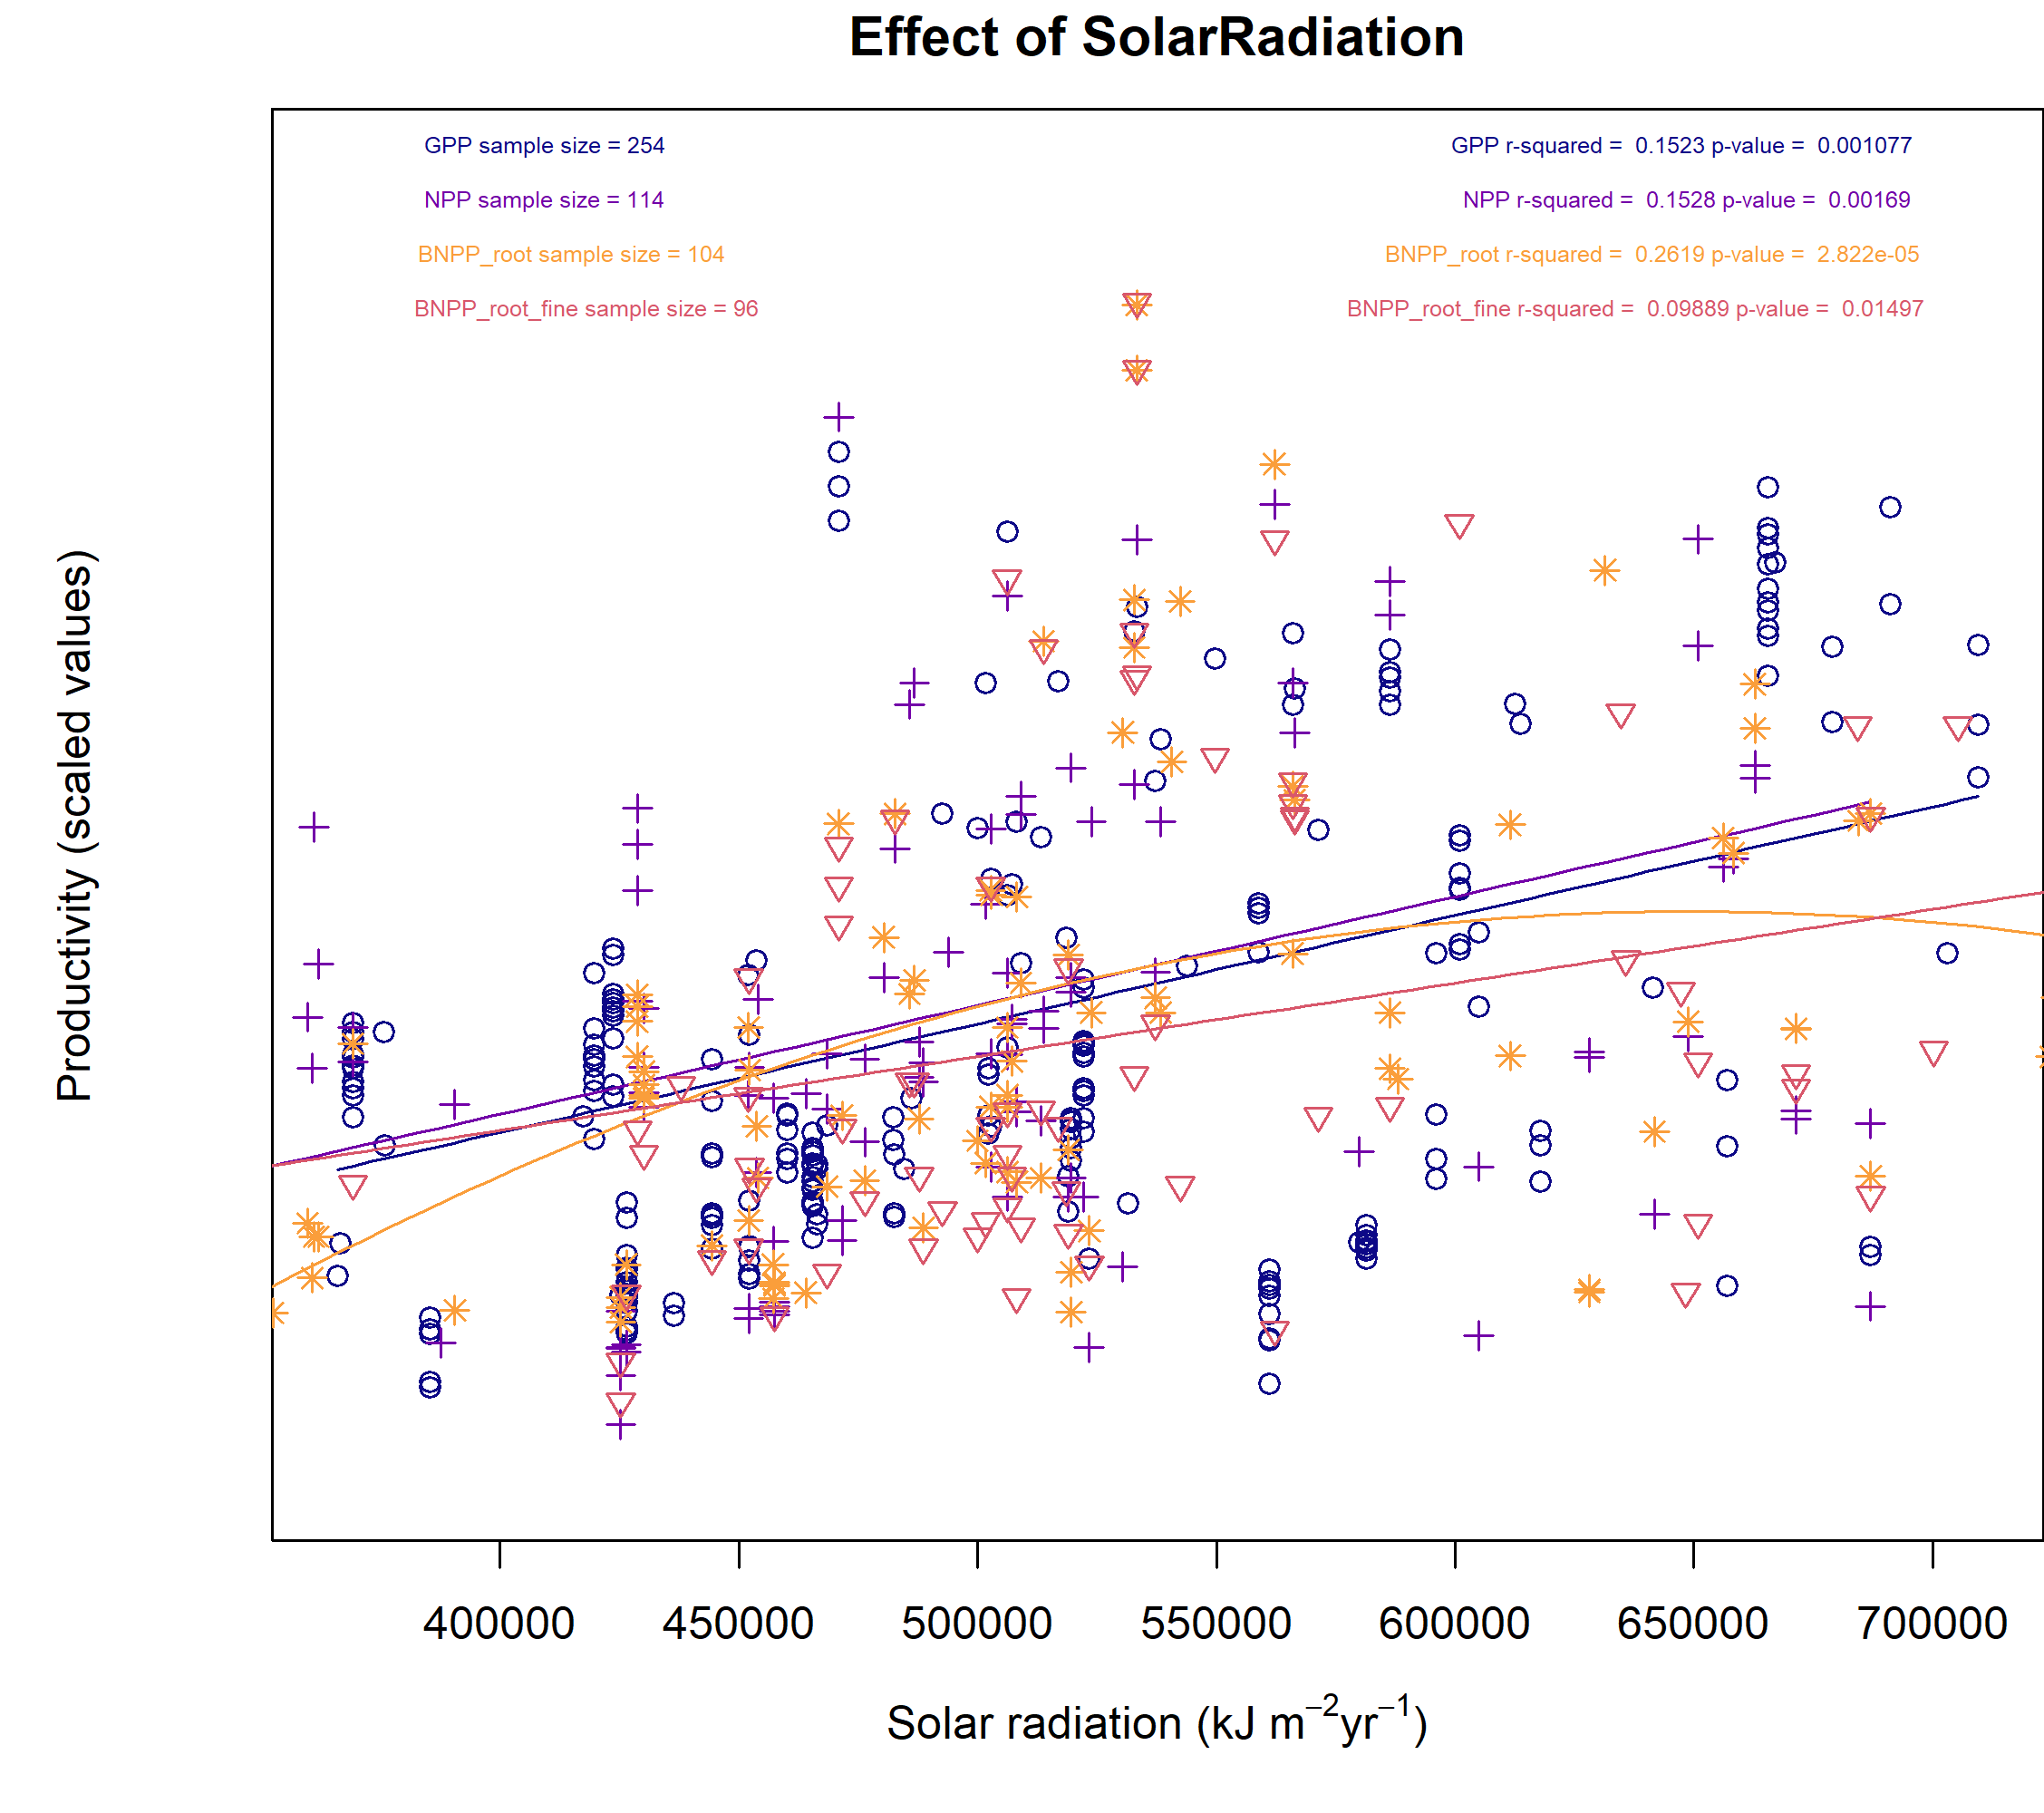 Effect of SolarRadiation
GPP sample size = 254
GPP r-squared = 0.1523 p-value = 0.001077
NPP sample size = 114
NPP r-squared = 0.1528 p-value = 0.00169
BNPP_root sample size = 104
BNPP_root r-squared = 0.2619 p-value = 2.822e-05
BNPP_root_fine sample size = 96
BNPP_root_fine r-squared = 0.09889 p-value = 0.01497
Productivity (scaled values)
400000 450000 500000 550000 600000 650000 700000
Solar radiation (kJ m⁻²yr⁻¹)